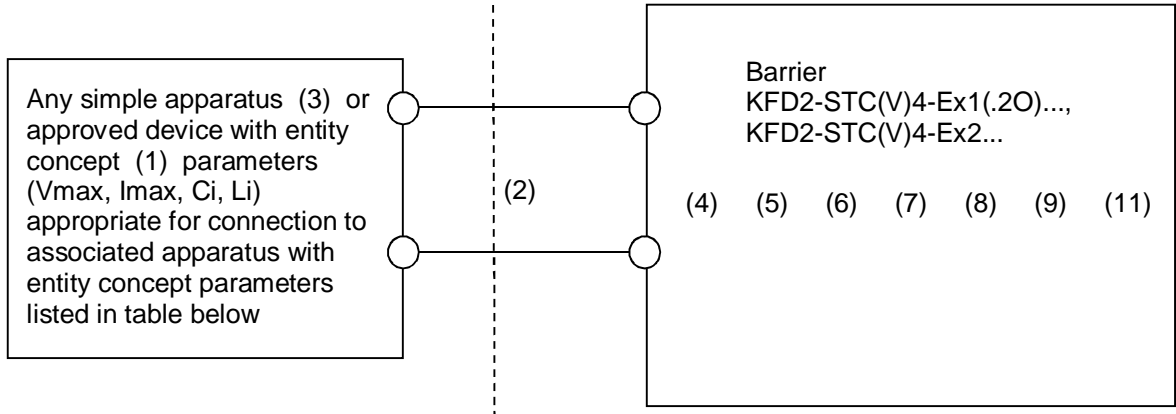 Any simple apparatus (3) or
approved device with entity
concept (1) parameters
(Vmax, Imax, Ci, Li)
appropriate for connection to
associated apparatus with
entity concept parameters
listed in table below
(2)
Barrier
KFD2-STC(V)4-Ex1(.2O)...,
KFD2-STC(V)4-Ex2...
(4) (5) (6) (7) (8) (9) (11)